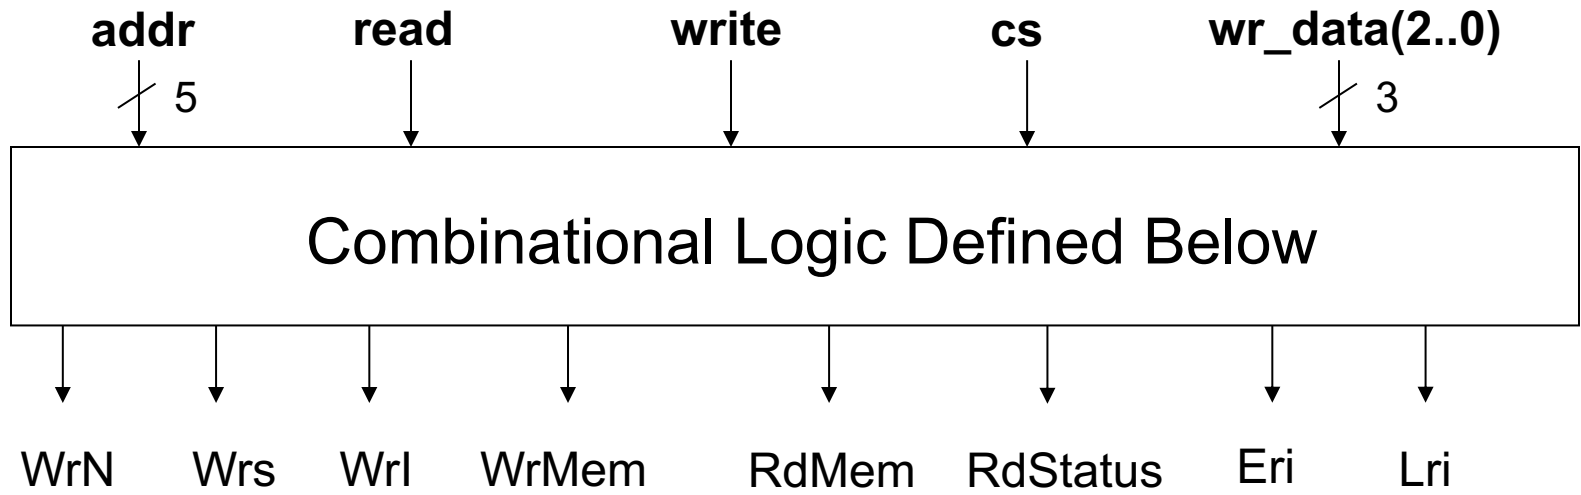 addr read write cs wr_data(2..0)
5 3
Combinational Logic Defined Below
WrN Wrs WrI WrMem RdMem RdStatus Eri Lri